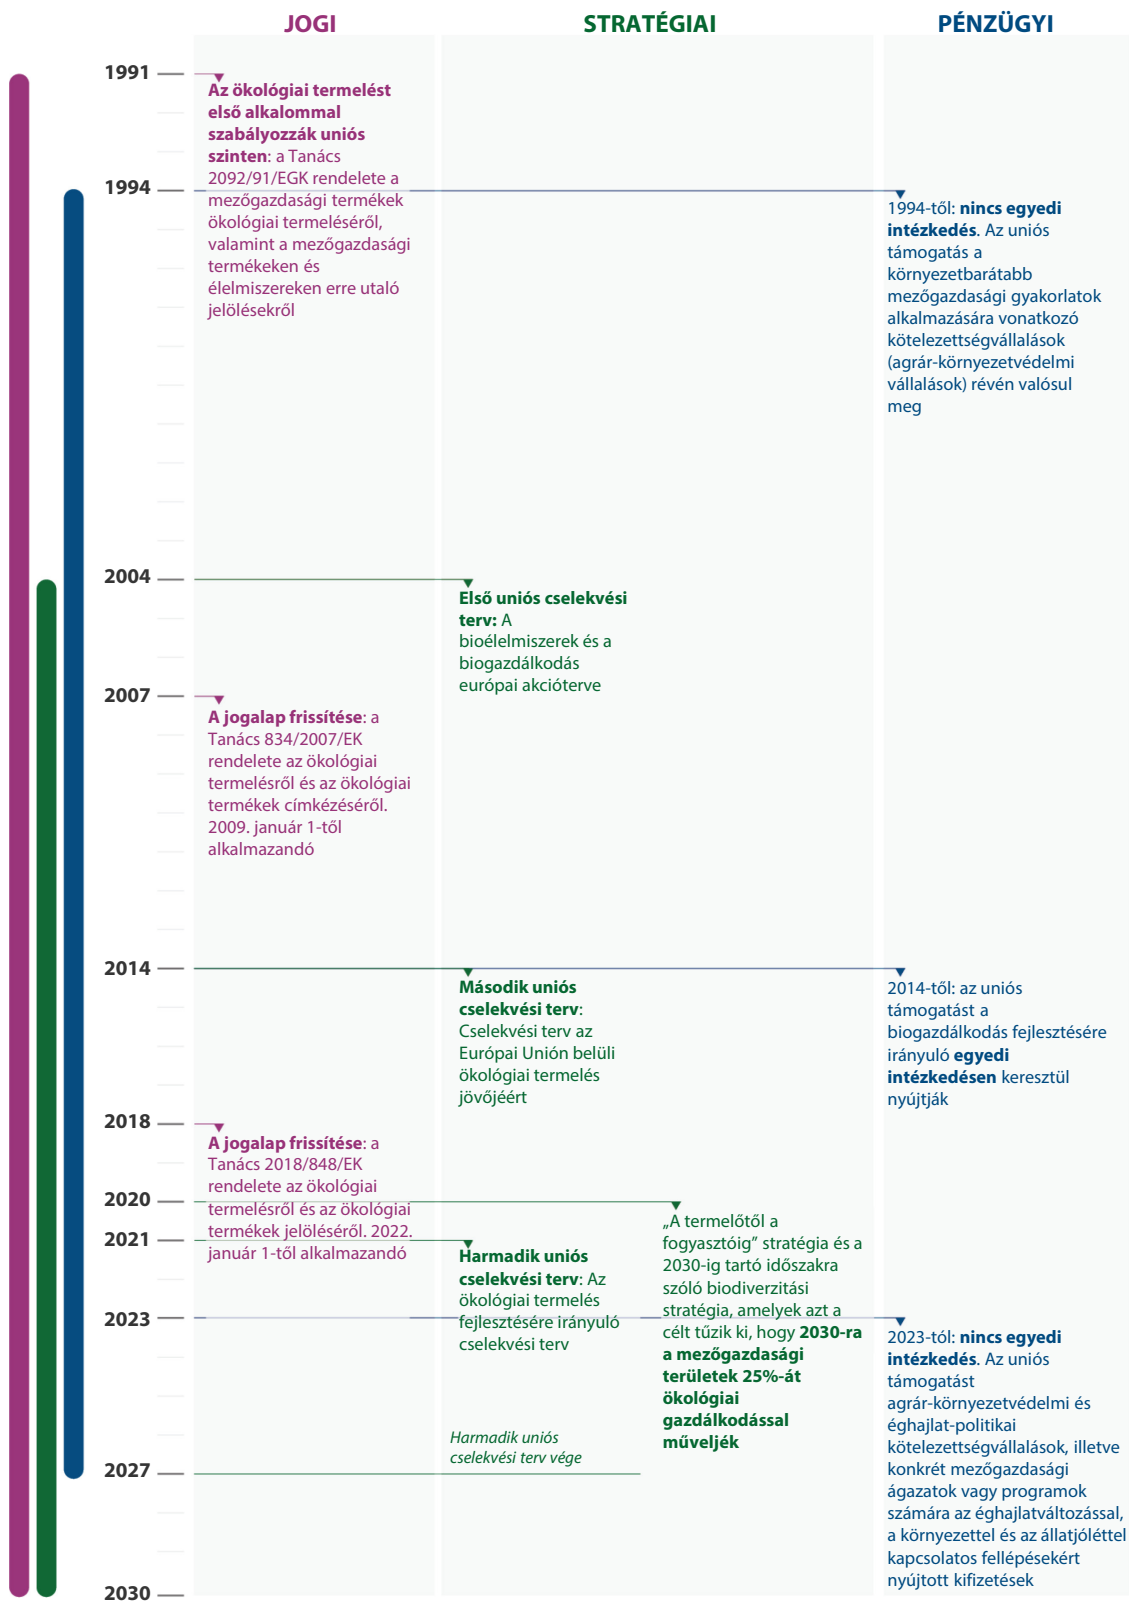 JOGI
STRATÉGIAI
PÉNZÜGYI
1991
Az ökológiai termelést
első alkalommal
szabályozzák uniós
szinten: a Tanács
2092/91/EGK rendelete a
mezőgazdasági termékek
ökológiai termeléséről,
valamint a mezőgazdasági
termékeken és
élelmiszereken erre utaló
jelölésekről
1994
1994-től: nincs egyedi
intézkedés. Az uniós
támogatás a
környezetbarátabb
mezőgazdasági gyakorlatok
alkalmazására vonatkozó
kötelezettségvállalások
(agrár-környezetvédelmi
vállalások) révén valósul
meg
2004
Első uniós cselekvési
terv: A
bioélelmiszerek és a
biogazdálkodás
európai akcióterve
2007
A jogalap frissítése: a
Tanács 834/2007/EK
rendelete az ökológiai
termelésről és az ökológiai
termékek címkézéséről.
2009. január 1-től
alkalmazandó
2014
Második uniós
cselekvési terv:
Cselekvési terv az
Európai Unión belüli
ökológiai termelés
jövőjéért
2014-től: az uniós
támogatást a
biogazdálkodás fejlesztésére
irányuló egyedi
intézkedésen keresztül
nyújtják
2018
A jogalap frissítése: a
Tanács 2018/848/EK
rendelete az ökológiai
termelésről és az ökológiai
termékek jelöléséről. 2022.
január 1-től alkalmazandó
2020
„A termelőtől a
fogyasztóig” stratégia és a
2030-ig tartó időszakra
szóló biodiverzitási
stratégia, amelyek azt a
célt tűzik ki, hogy 2030-ra
a mezőgazdasági
területek 25%-át
ökológiai
gazdálkodással
műveljék
2021
Harmadik uniós
cselekvési terv: Az
ökológiai termelés
fejlesztésére irányuló
cselekvési terv
2023
2023-tól: nincs egyedi
intézkedés. Az uniós
támogatást
agrár-környezetvédelmi és
éghajlat-politikai
kötelezettségvállalások, illetve
konkrét mezőgazdasági
ágazatok vagy programok
számára az éghajlatváltozással,
a környezettel és az állatjóléttel
kapcsolatos fellépésekért
nyújtott kifizetések
Harmadik uniós
cselekvési terv vége
2027
2030